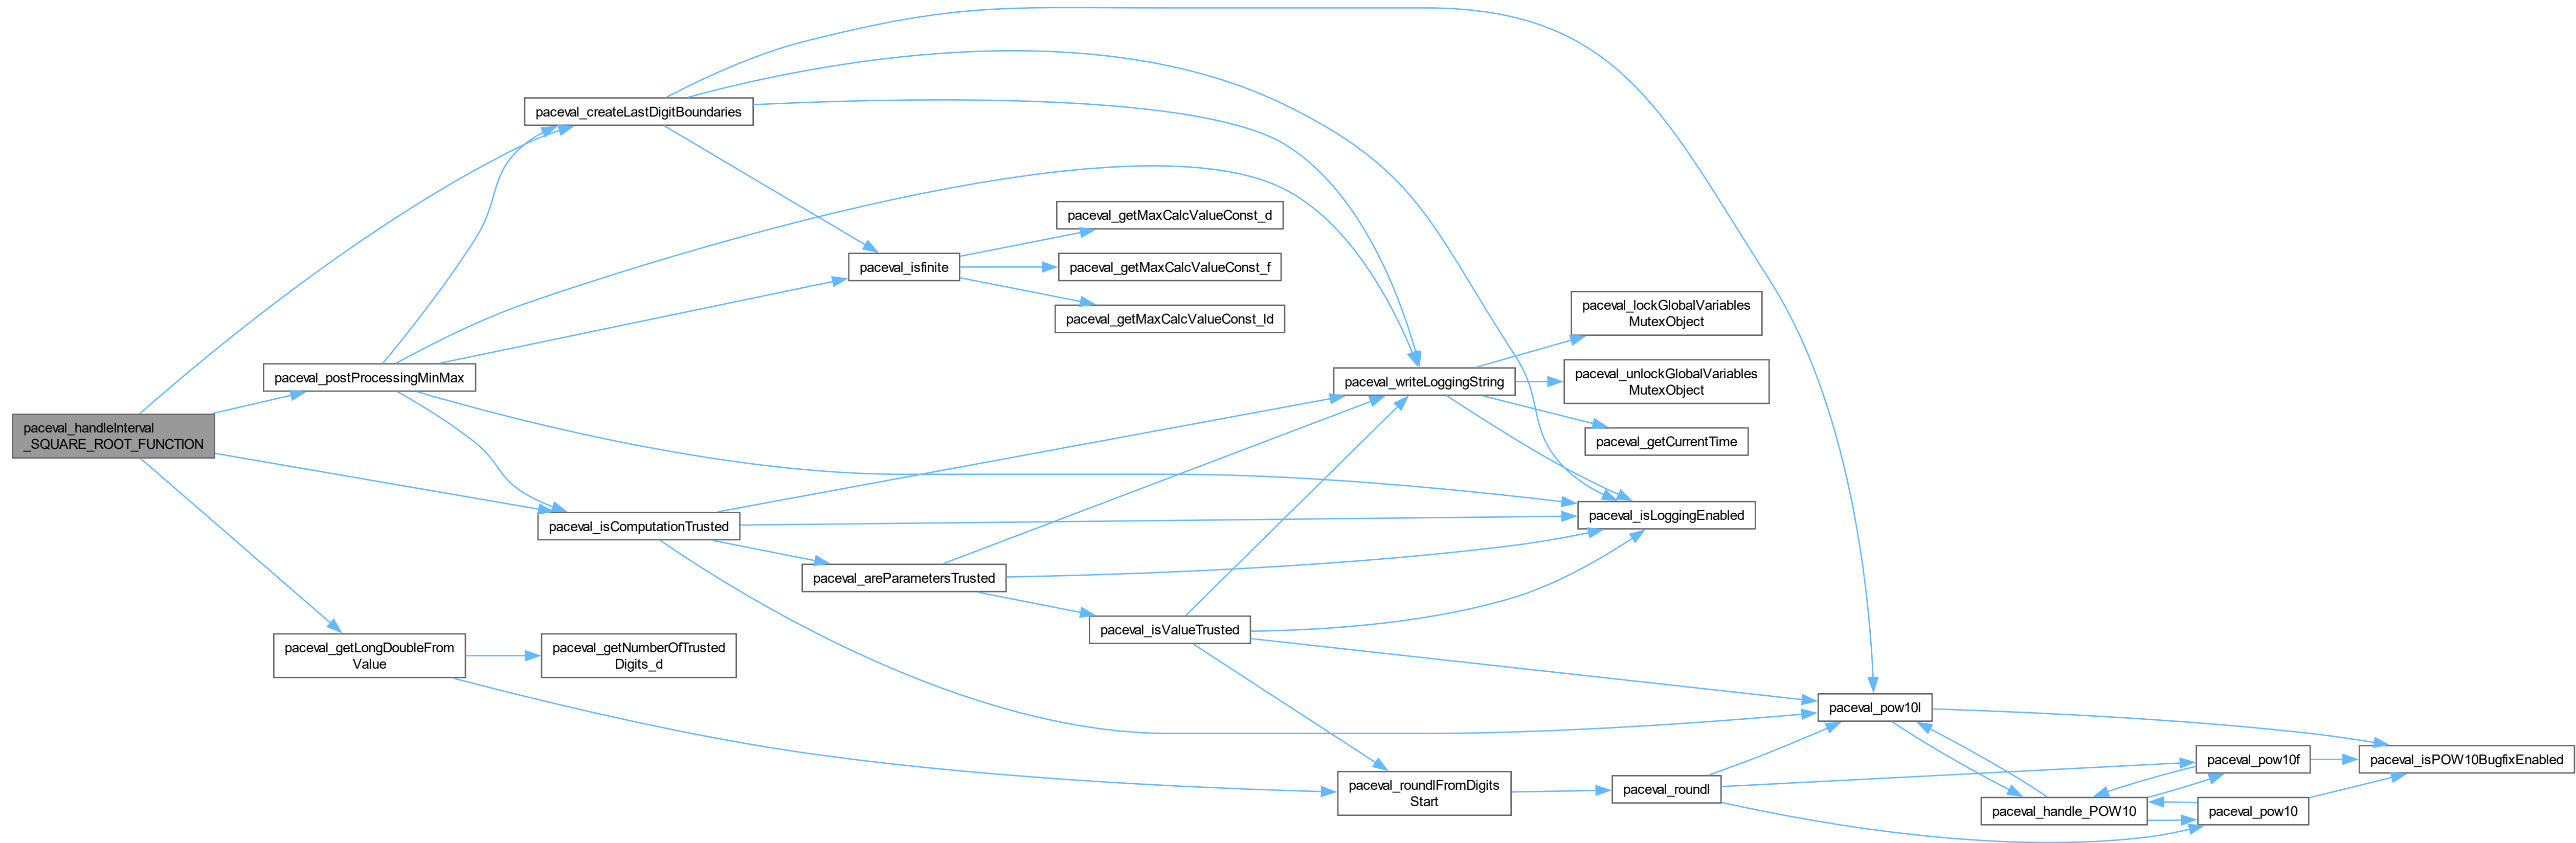 paceval_handleInterval
_SQUARE_ROOT_FUNCTION
paceval_createLastDigitBoundaries
paceval_postProcessingMinMax
paceval_isComputationTrusted
paceval_getLongDoubleFrom
Value
paceval_getNumberOfTrusted
Digits_d
paceval_isfinite
paceval_areParametersTrusted
paceval_getMaxCalcValueConst_d
paceval_getMaxCalcValueConst_f
paceval_getMaxCalcValueConst_ld
paceval_isValueTrusted
paceval_writeLoggingString
paceval_roundlFromDigits
Start
paceval_lockGlobalVariables
MutexObject
paceval_unlockGlobalVariables
MutexObject
paceval_getCurrentTime
paceval_isLoggingEnabled
paceval_roundl
paceval_pow10l
paceval_handle_POW10
paceval_pow10f
paceval_pow10
paceval_isPOW10BugfixEnabled